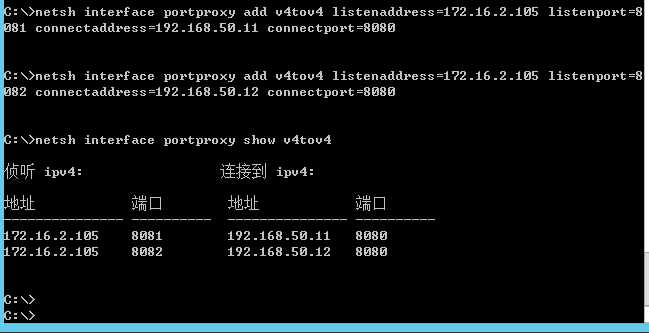 C:\>netsh interface portproxy add v4tov4 listenaddress=172.16.2.105 listenport=8
081 connectaddress=192.168.50.11 connectport=8080
C:\>netsh interface portproxy add v4tov4 listenaddress=172.16.2.105 listenport=8
082 connectaddress=192.168.50.12 connectport=8080
C:\>netsh interface portproxy show v4tov4
侦听 ipv4:                 连接到 ipv4:
地址            端口        地址            端口
--------------- ----------  --------------- ----------
172.16.2.105    8081        192.168.50.11   8080
172.16.2.105    8082        192.168.50.12   8080
C:\>
C:\>